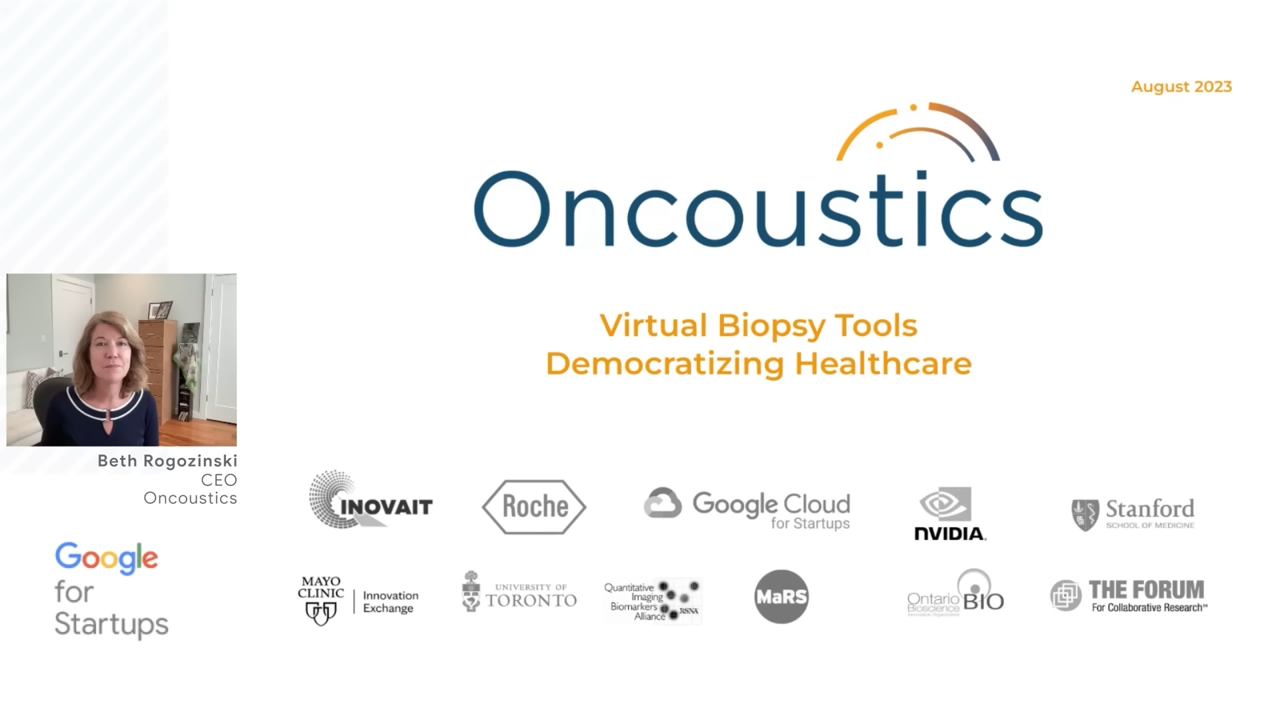 August 2023
Oncoustics
Virtual Biopsy Tools
Democratizing Healthcare
Beth Rogozinski
CEO
Oncoustics
Google
for
Startups
INOVAIT
Roche
Google Cloud
for Startups
NVIDIA
Stanford
SCHOOL OF MEDICINE
MAYO
CLINIC
Innovation
Exchange
UNIVERSITY OF
TORONTO
Quantitative
Imaging
Biomarkers
Alliance
RSNA
MaRS
Ontario
Bioscience
BIO
THE FORUM
For Collaborative Research™